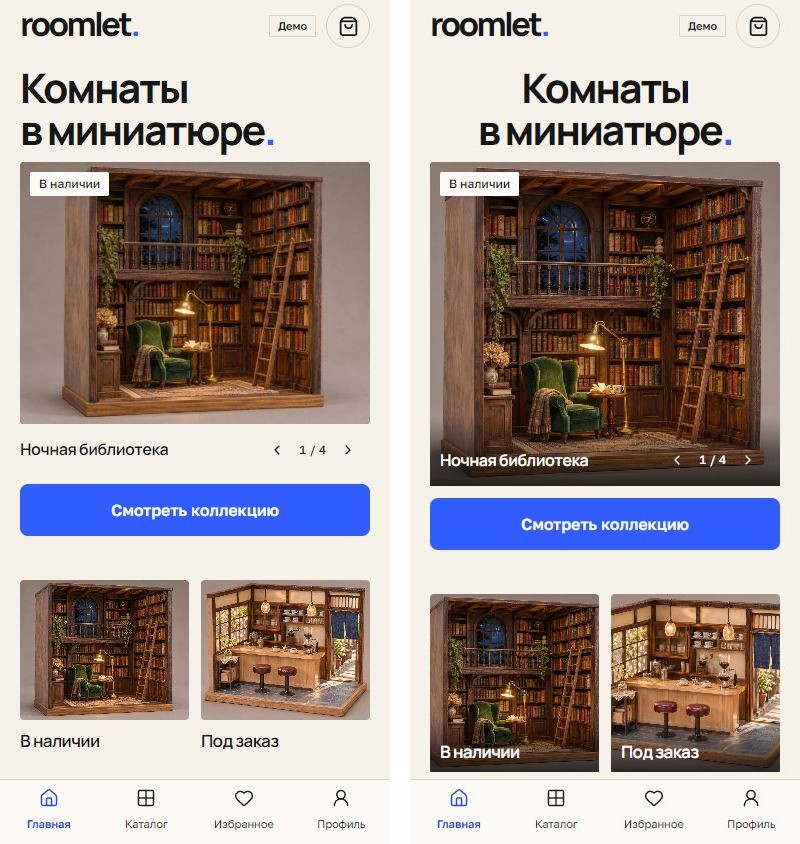 roomlet.
Демо
Комнаты
в миниатюре.
В наличии
Ночная библиотека
1 / 4
Смотреть коллекцию
В наличии
Под заказ
Главная
Каталог
Избранное
Профиль
roomlet.
Демо
Комнаты
в миниатюре.
В наличии
Ночная библиотека
1 / 4
Смотреть коллекцию
В наличии
Под заказ
Главная
Каталог
Избранное
Профиль